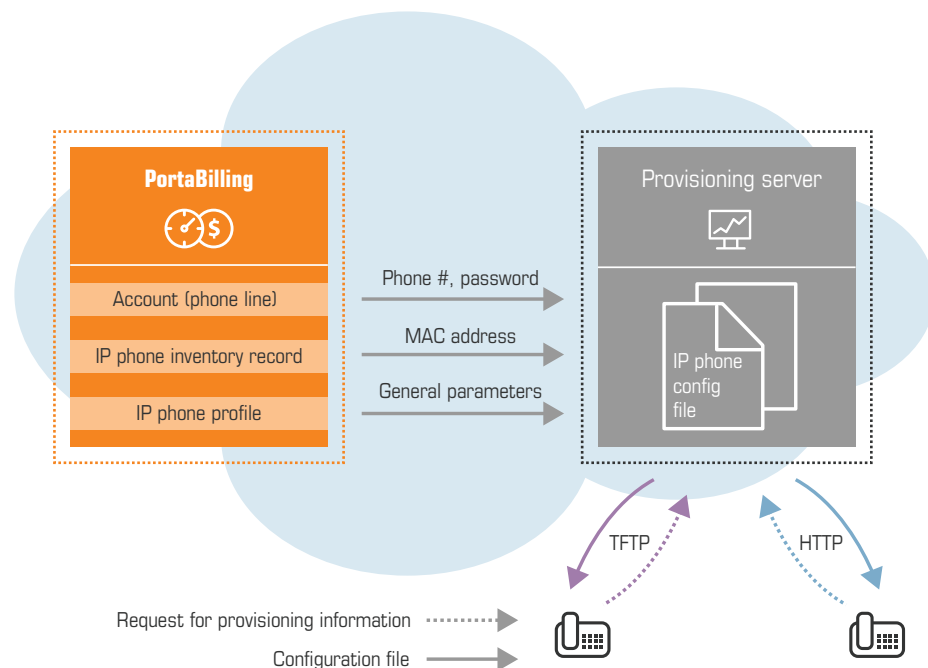 PortaBilling
$
Account (phone line)
IP phone inventory record
IP phone profile
Phone #, password
MAC address
General parameters
Provisioning server
IP phone
config
file
TFTP
HTTP
Request for provisioning information
Configuration file